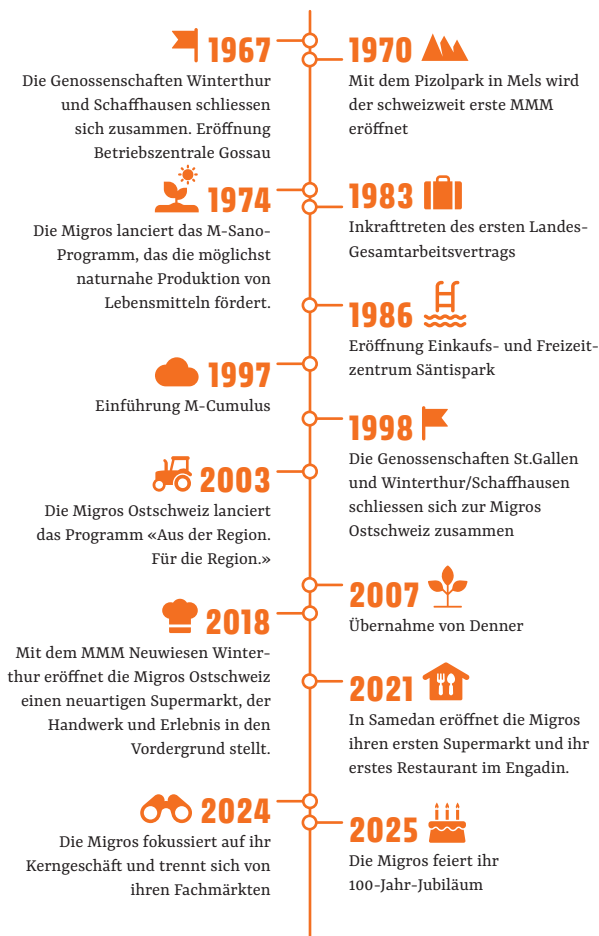 1967
Die Genossenschaften Winterthur
und Schaffhausen schliessen
sich zusammen. Eröffnung
Betriebszentrale Gossau
1970
Mit dem Pizolpark in Mels wird
der schweizweit erste MMM
eröffnet
1974
Die Migros lanciert das M-Sano-
Programm, das die möglichst
naturnahe Produktion von
Lebensmitteln fördert.
1983
Inkrafttreten des ersten Landes-
Gesamtarbeitsvertrags
1986
Eröffnung Einkaufs- und Freizeit-
zentrum Säntispark
1997
Einführung M-Cumulus
1998
Die Genossenschaften St.Gallen
und Winterthur/Schaffhausen
schliessen sich zur Migros
Ostschweiz zusammen
2003
Die Migros Ostschweiz lanciert
das Programm «Aus der Region.
Für die Region.»
2007
Übernahme von Denner
2018
Mit dem MMM Neuwiesen Winter-
thur eröffnet die Migros Ostschweiz
einen neuartigen Supermarkt, der
Handwerk und Erlebnis in den
Vordergrund stellt.
2021
In Samedan eröffnet die Migros
ihren ersten Supermarkt und ihr
erstes Restaurant im Engadin.
2024
Die Migros fokussiert auf ihr
Kerngeschäft und trennt sich von
ihren Fachmärkten
2025
Die Migros feiert ihr
100-Jahr-Jubiläum